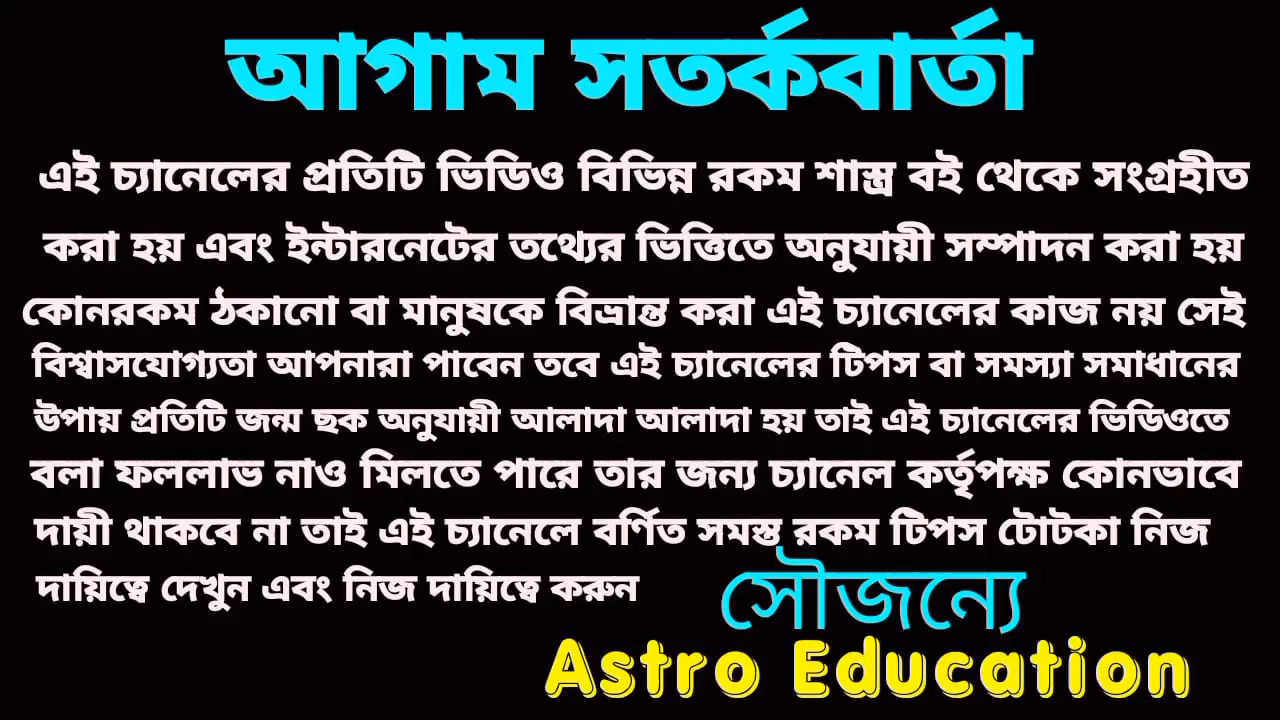 আগাম সতর্কবার্তা
এই চ্যানেলের প্রতিটি ভিডিও বিভিন্ন রকম শাস্ত্র বই থেকে সংগ্রহীত
করা হয় এবং ইন্টারনেটের তথ্যের ভিত্তিতে অনুযায়ী সম্পাদন করা হয়
কোনরকম ঠকানো বা মানুষকে বিভ্রান্ত করা এই চ্যানেলের কাজ নয় সেই
বিশ্বাসযোগ্যতা আপনারা পাবেন তবে এই চ্যানেলের টিপস বা সমস্যা সমাধানের
উপায় প্রতিটি জন্ম ছক অনুযায়ী আলাদা আলাদা হয় তাই এই চ্যানেলের ভিডিওতে
বলা ফললাভ নাও মিলতে পারে তার জন্য চ্যানেল কর্তৃপক্ষ কোনভাবে
দায়ী থাকবে না তাই এই চ্যানেলে বর্ণিত সমস্ত রকম টিপস টোটকা নিজ
দায়িত্বে দেখুন এবং নিজ দায়িত্বে করুন
সৌজন্যে
Astro Education